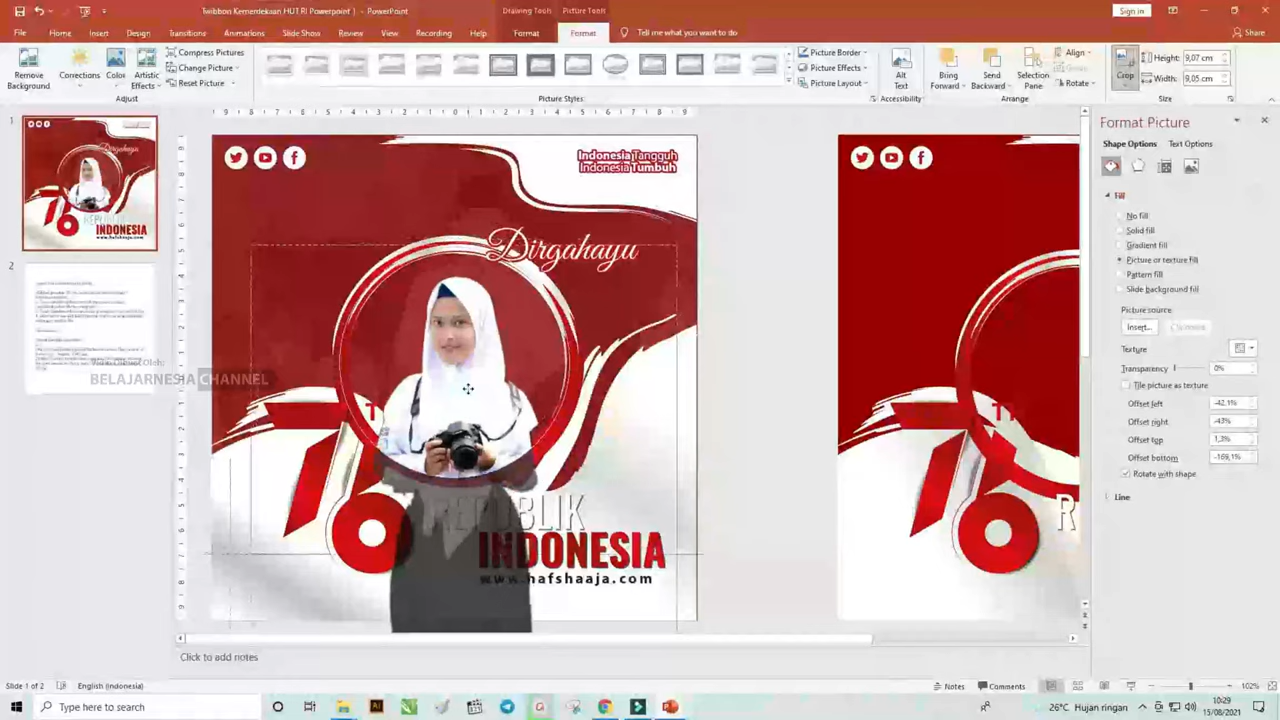 Twibbon Kemerdekaan HUT RI Powerpoint 1 - PowerPoint
Drawing Tools
Picture Tools
Sign in
File
Home
Insert
Design
Transitions
Animations
Slide Show
Review
View
Recording
Help
Format
Format
Tell me what you want to do
Share
Remove
Background
Corrections
Color
Artistic
Effects
Compress Pictures
Change Picture
Reset Picture
Adjust
Picture Styles
Picture Border
Picture Effects
Picture Layout
Alt
Text
Accessibility
Bring
Forward
Send
Backward
Selection
Pane
Align
Group
Rotate
Arrange
Crop
Height:
9,07 cm
Width:
9,05 cm
Size
1
2
BELAJARNESIA CHANNEL
Indonesia Tangguh
Indonesia Tumbuh
Dirgahayu
76
REPUBLIK
INDONESIA
www.hafshaaja.com
Format Picture
Shape Options
Text Options
Fill
No fill
Solid fill
Gradient fill
Picture or texture fill
Pattern fill
Slide background fill
Picture source
Insert...
Texture
Transparency
0%
Tile picture as texture
Offset left
-42,1%
Offset right
-43%
Offset top
1,3%
Offset bottom
-169,1%
Rotate with shape
Line
Click to add notes
Slide 1 of 2
English (Indonesia)
Notes
Comments
102%
Type here to search
26°C Hujan ringan
10:29
15/08/2021